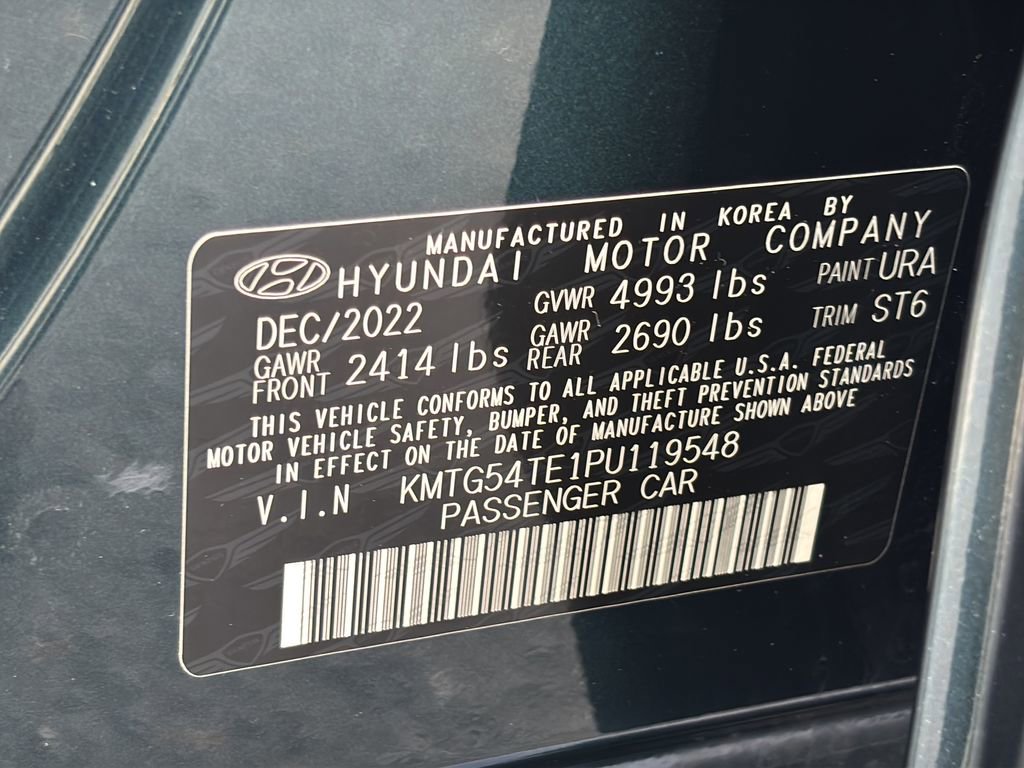 MANUFACTURED IN KOREA BY
HYUNDAI MOTOR COMPANY
DEC/2022 GVWR 4993 lbs PAINT URA
GAWR FRONT 2414 lbs GAWR REAR 2690 lbs TRIM ST6
THIS VEHICLE CONFORMS TO ALL APPLICABLE U.S.A. FEDERAL
MOTOR VEHICLE SAFETY, BUMPER, AND THEFT PREVENTION STANDARDS
IN EFFECT ON THE DATE OF MANUFACTURE SHOWN ABOVE
V.I.N KMTG54TE1PU119548
PASSENGER CAR